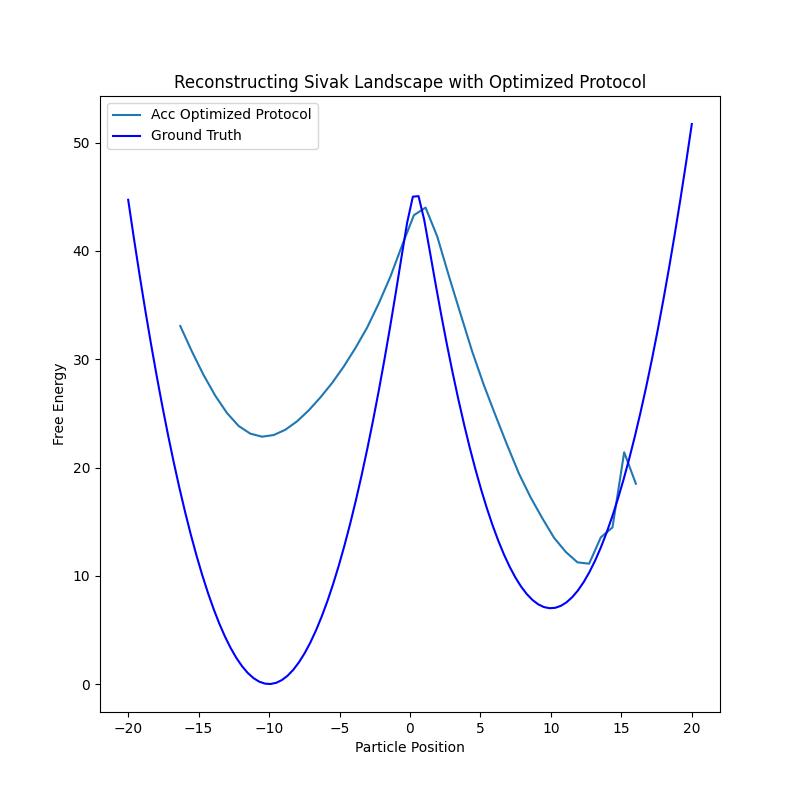 Reconstructing Sivak Landscape with Optimized Protocol
Acc Optimized Protocol
Ground Truth
Free Energy
50
40
30
20
10
0
−20 −15 −10 −5 0 5 10 15 20
Particle Position